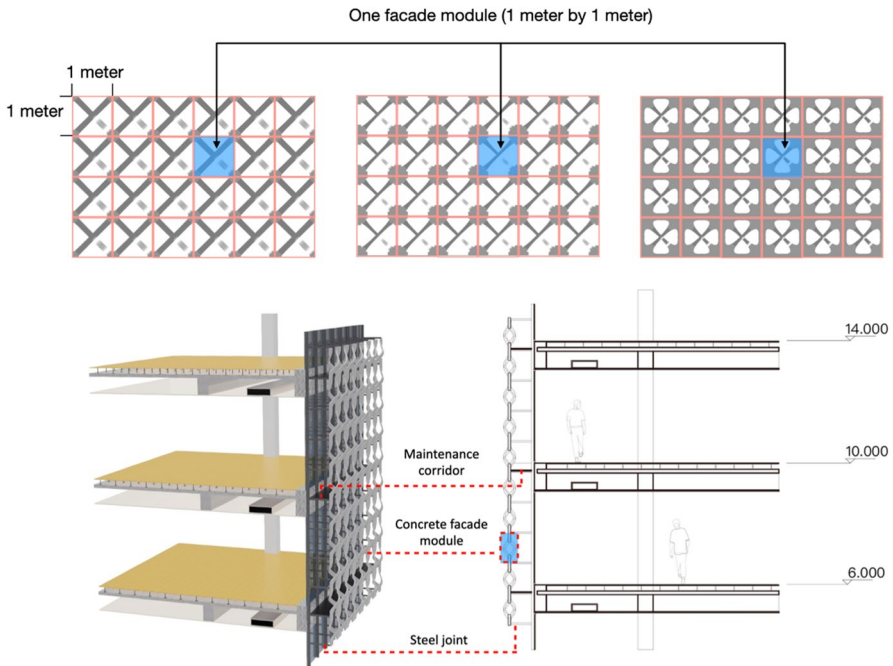 One facade module (1 meter by 1 meter)
1 meter
1 meter
14.000
Maintenance
corridor
10.000
Concrete facade
module
6.000
Steel joint